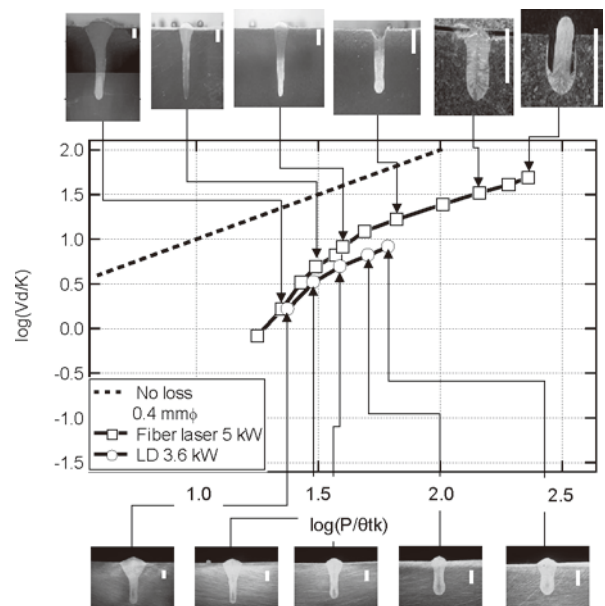 2.0
1.5
1.0
0.5
0.0
-0.5
-1.0
-1.5
log(Vd/K)
No loss
0.4 mmϕ
Fiber laser 5 kW
LD 3.6 kW
1.0 1.5 2.0 2.5
log(P/θtk)